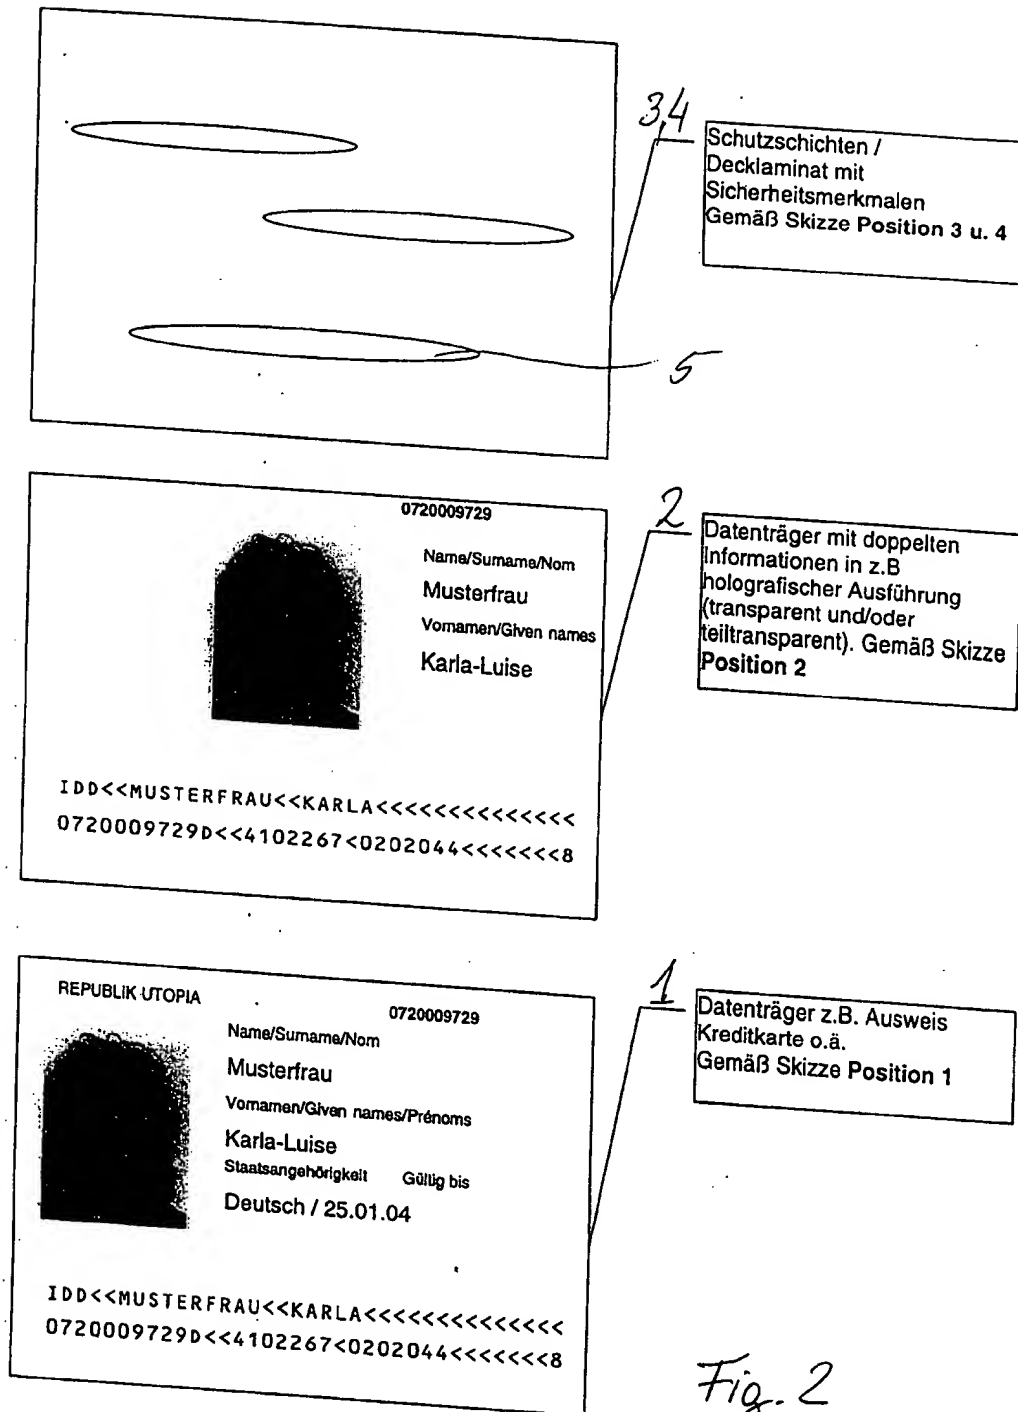 3,4
Schutzschichten /
Decklaminat mit
Sicherheitsmerkmalen
Gemäß Skizze Position 3 u. 4
5
0720009729
Name/Surname/Nom
Musterfrau
Vornamen/Given names
Karla-Luise
IDD<<MUSTERFRAU<<KARLA<<<<<<<<<<<<<<
0720009729D<<4102267<0202044<<<<<<<8
2
Datenträger mit doppelten
Informationen in z.B
holografischer Ausführung
(transparent und/oder
teiltransparent). Gemäß Skizze
Position 2
REPUBLIK UTOPIA
0720009729
Name/Surname/Nom
Musterfrau
Vornamen/Given names/Prénoms
Karla-Luise
Staatsangehörigkeit Gültig bis
Deutsch / 25.01.04
IDD<<MUSTERFRAU<<KARLA<<<<<<<<<<<<<<
0720009729D<<4102267<0202044<<<<<<<8
1
Datenträger z.B. Ausweis
Kreditkarte o.ä.
Gemäß Skizze Position 1
Fig. 2